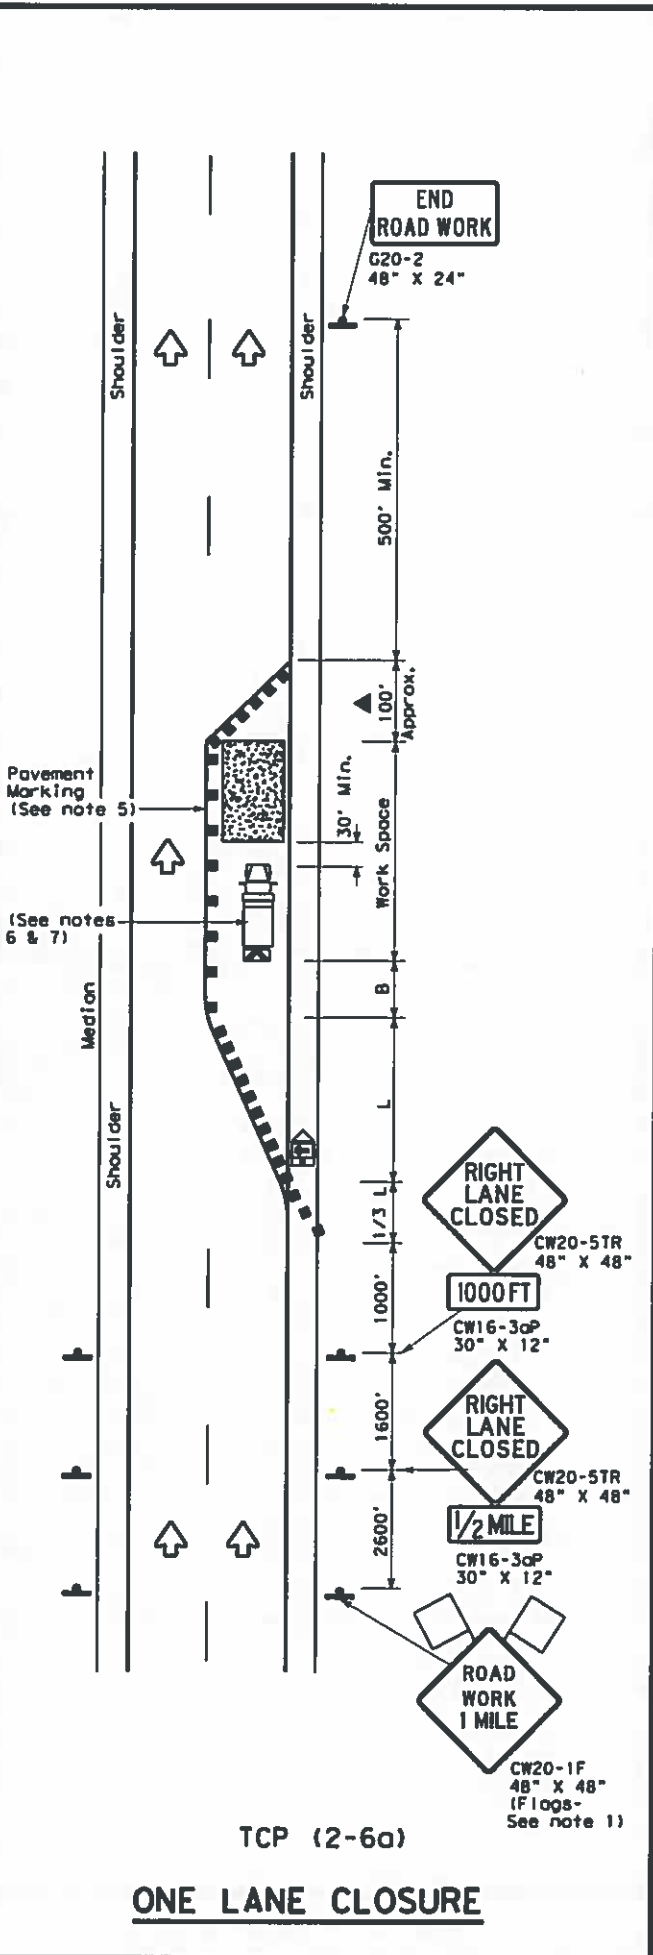 END
ROAD WORK
G20-2
48" X 24"
Shoulder
Shoulder
500' Min.
100'
Approx.
Pavement
Marking
(See note 5)
30' Min.
Work Space
(See notes
6 & 7)
B
Median
L
Shoulder
1/3 L
RIGHT
LANE
CLOSED
CW20-5TR
48" X 48"
1000 FT
CW16-3aP
30" X 12"
1000'
RIGHT
LANE
CLOSED
CW20-5TR
48" X 48"
1/2 MILE
CW16-3aP
30" X 12"
1600'
2600'
ROAD
WORK
1 MILE
CW20-1F
48" X 48"
(Flags-
See note 1)
TCP (2-6a)
ONE LANE CLOSURE